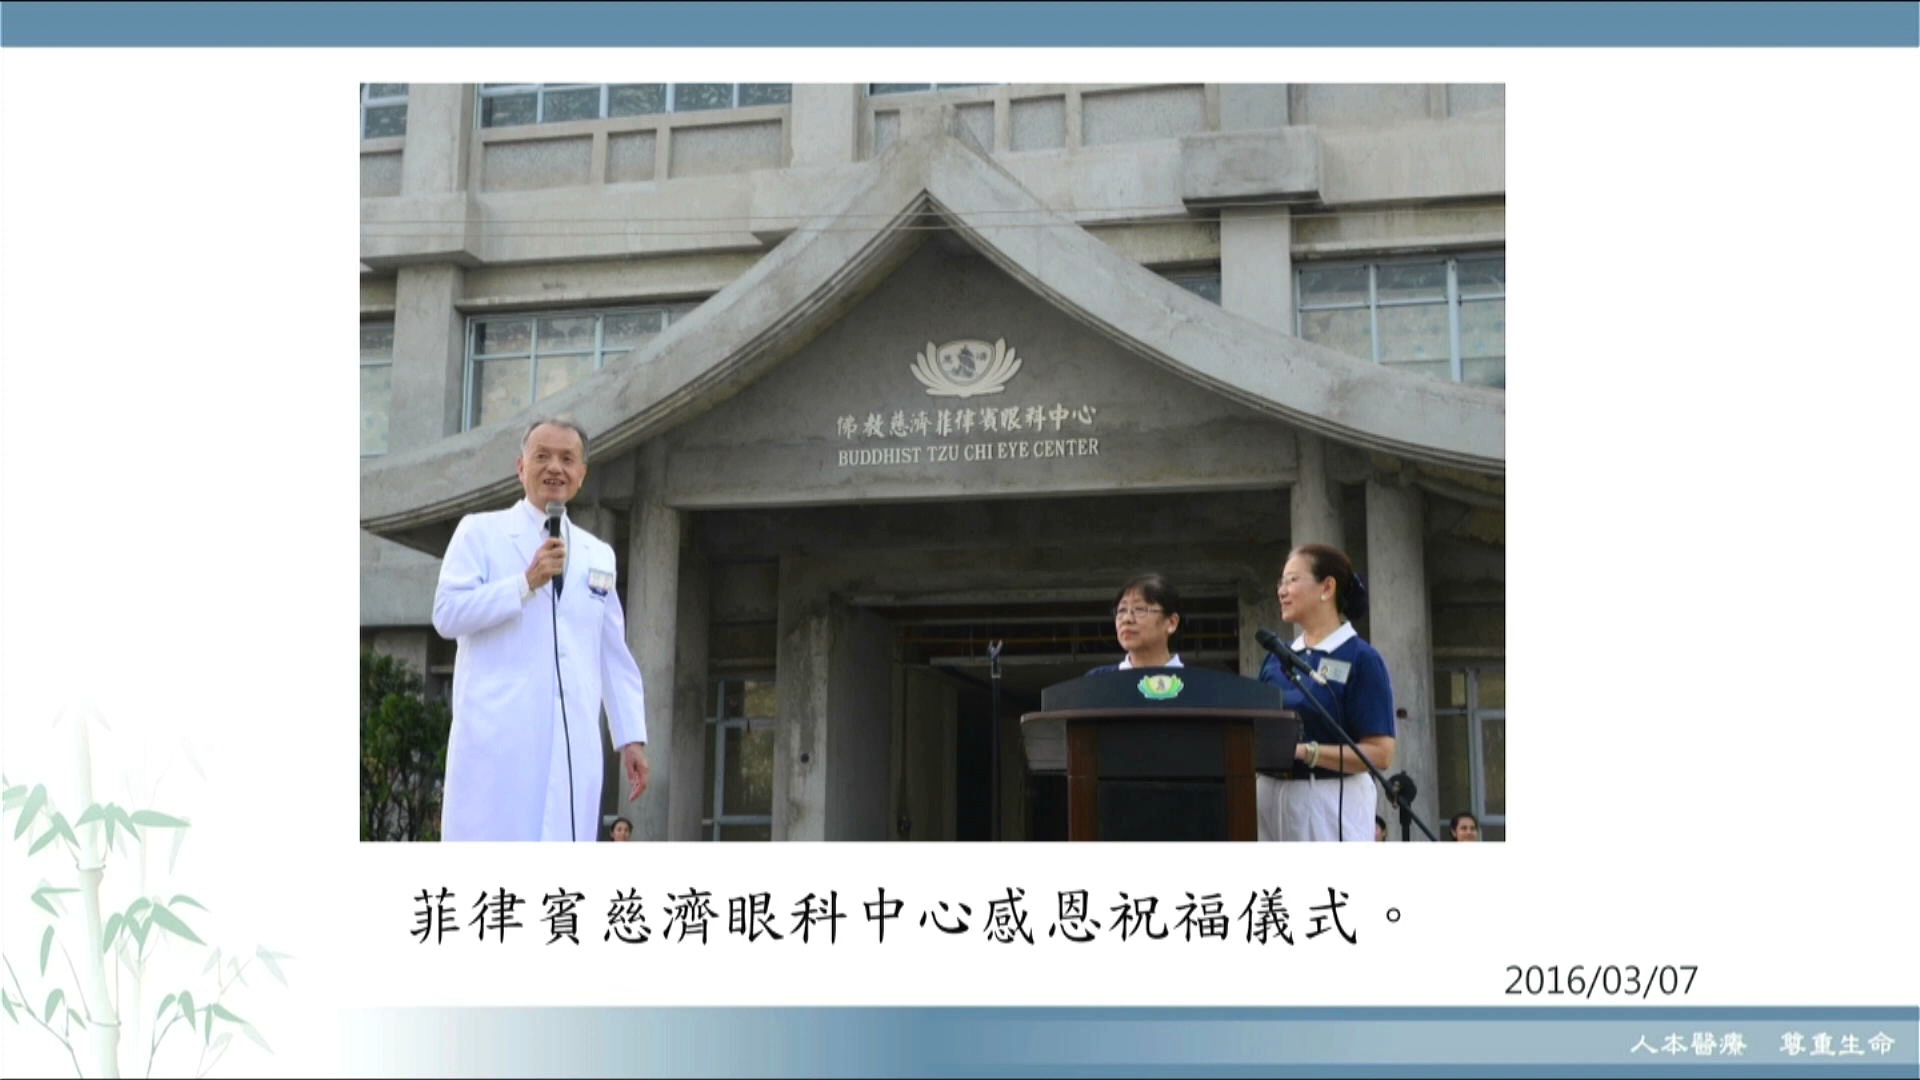 慈濟
佛教慈濟菲律賓眼科中心
BUDDHIST TZU CHI EYE CENTER
菲律賓慈濟眼科中心感恩祝福儀式。
2016/03/07
人本醫療 尊重生命